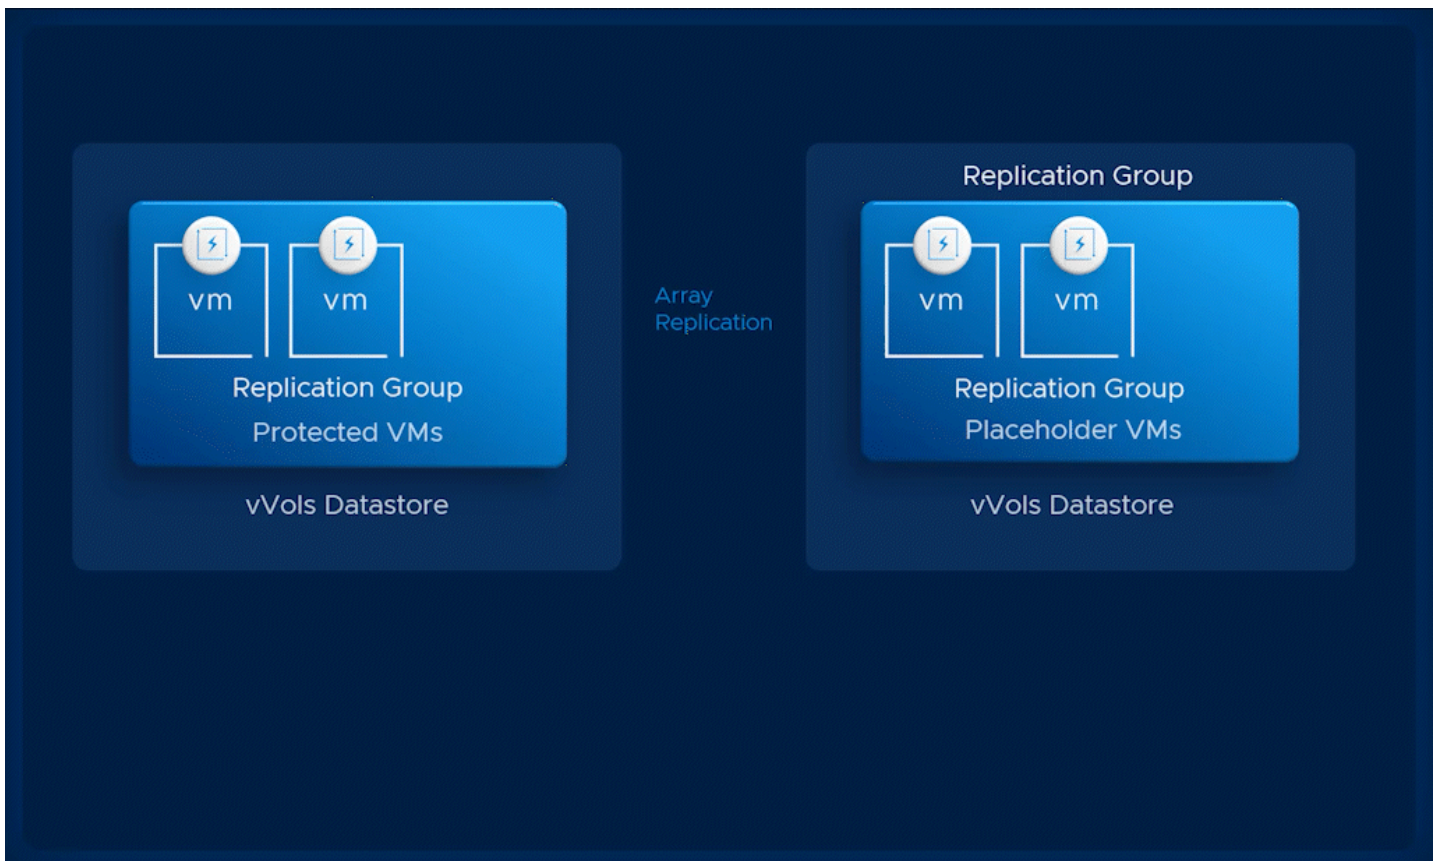 vm
vm
Replication Group
Protected VMs
vVols Datastore
Array
Replication
Replication Group
vm
vm
Replication Group
Placeholder VMs
vVols Datastore